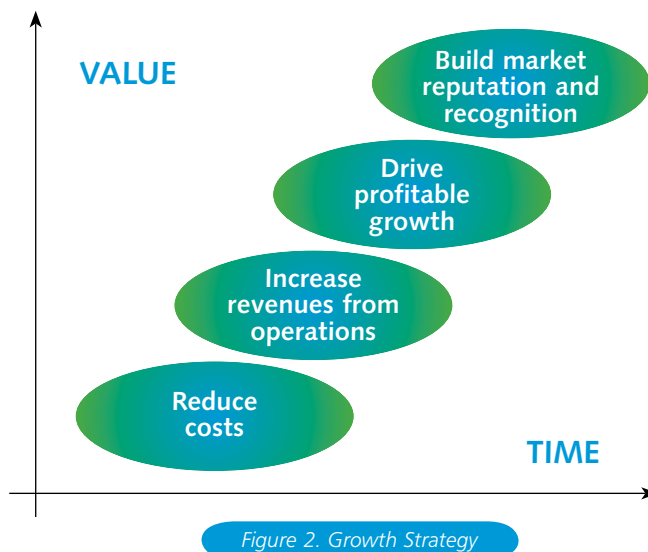 VALUE
Build market
reputation and
recognition
Drive
profitable
growth
Increase
revenues from
operations
Reduce
costs
TIME
Figure 2. Growth Strategy